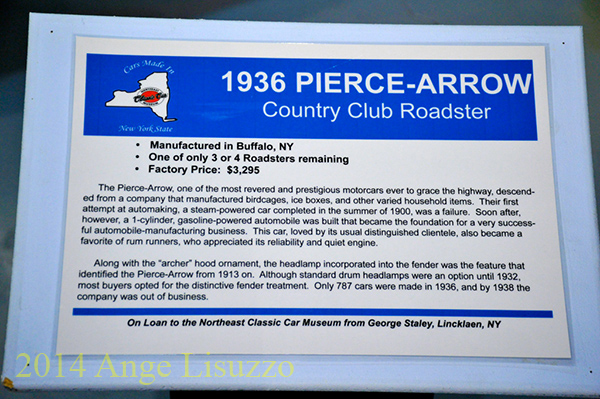 Cars Made In
New York State
1936 PIERCE-ARROW
Country Club Roadster
• Manufactured in Buffalo, NY
• One of only 3 or 4 Roadsters remaining
• Factory Price: $3,295
The Pierce-Arrow, one of the most revered and prestigious motorcars ever to grace the highway, descend-
ed from a company that manufactured birdcages, ice boxes, and other varied household items. Their first
attempt at automaking, a steam-powered car completed in the summer of 1900, was a failure. Soon after,
however, a 1-cylinder, gasoline-powered automobile was built that became the foundation for a very success-
ful automobile-manufacturing business. This car, loved by its usual distinguished clientele, also became a
favorite of rum runners, who appreciated its reliability and quiet engine.
Along with the "archer" hood ornament, the headlamp incorporated into the fender was the feature that
identified the Pierce-Arrow from 1913 on. Although standard drum headlamps were an option until 1932,
most buyers opted for the distinctive fender treatment. Only 787 cars were made in 1936, and by 1938 the
company was out of business.
On Loan to the Northeast Classic Car Museum from George Staley, Lincklaen, NY
2014 Ange Lisuzzo